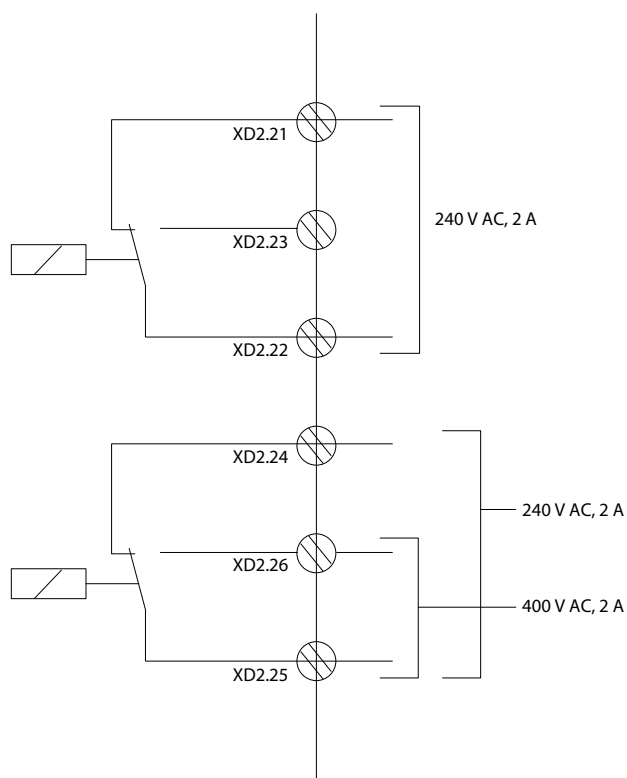 XD2.21
XD2.23
240 V AC, 2 A
XD2.22
XD2.24
240 V AC, 2 A
XD2.26
400 V AC, 2 A
XD2.25